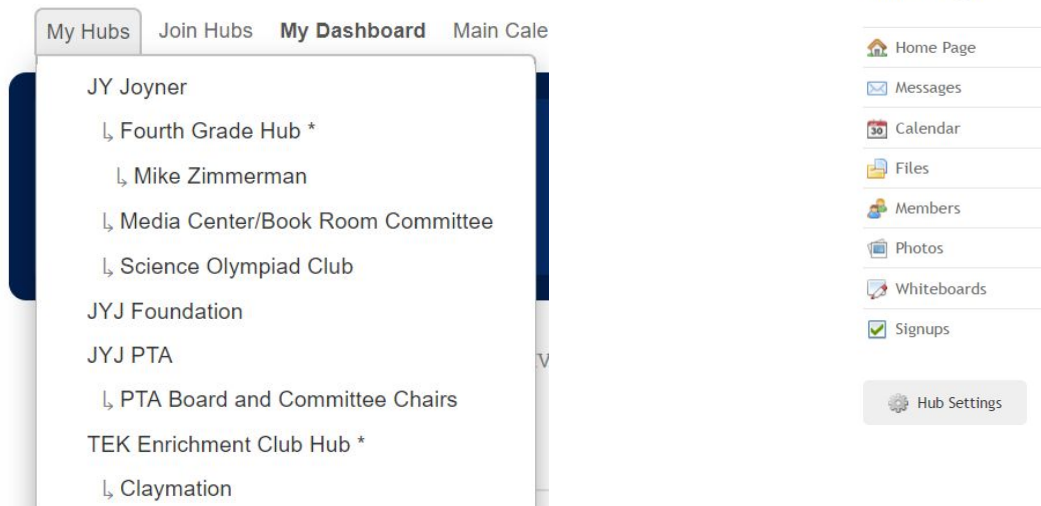 My Hubs Join Hubs My Dashboard Main Cale
JY Joyner
Fourth Grade Hub *
Mike Zimmerman
Media Center/Book Room Committee
Science Olympiad Club
JYJ Foundation
JYJ PTA
PTA Board and Committee Chairs
TEK Enrichment Club Hub *
Claymation
Home Page
Messages
30 Calendar
Files
Members
Photos
Whiteboards
Signups
Hub Settings